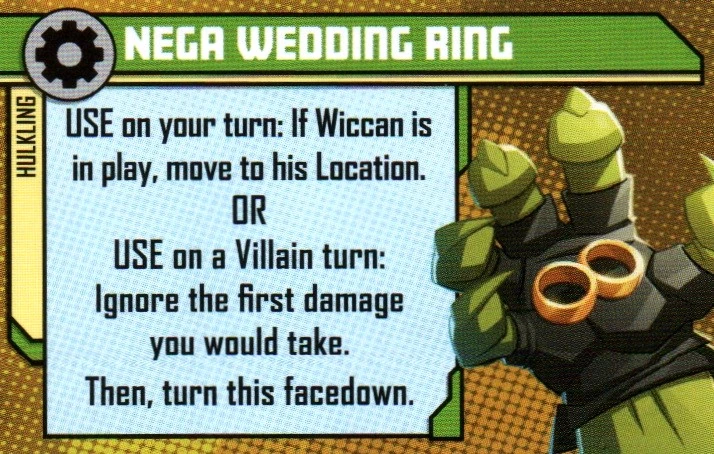 NEGA WEDDING RING
HULKLING
USE on your turn: If Wiccan is
in play, move to his Location.
OR
USE on a Villain turn:
Ignore the first damage
you would take.
Then, turn this facedown.